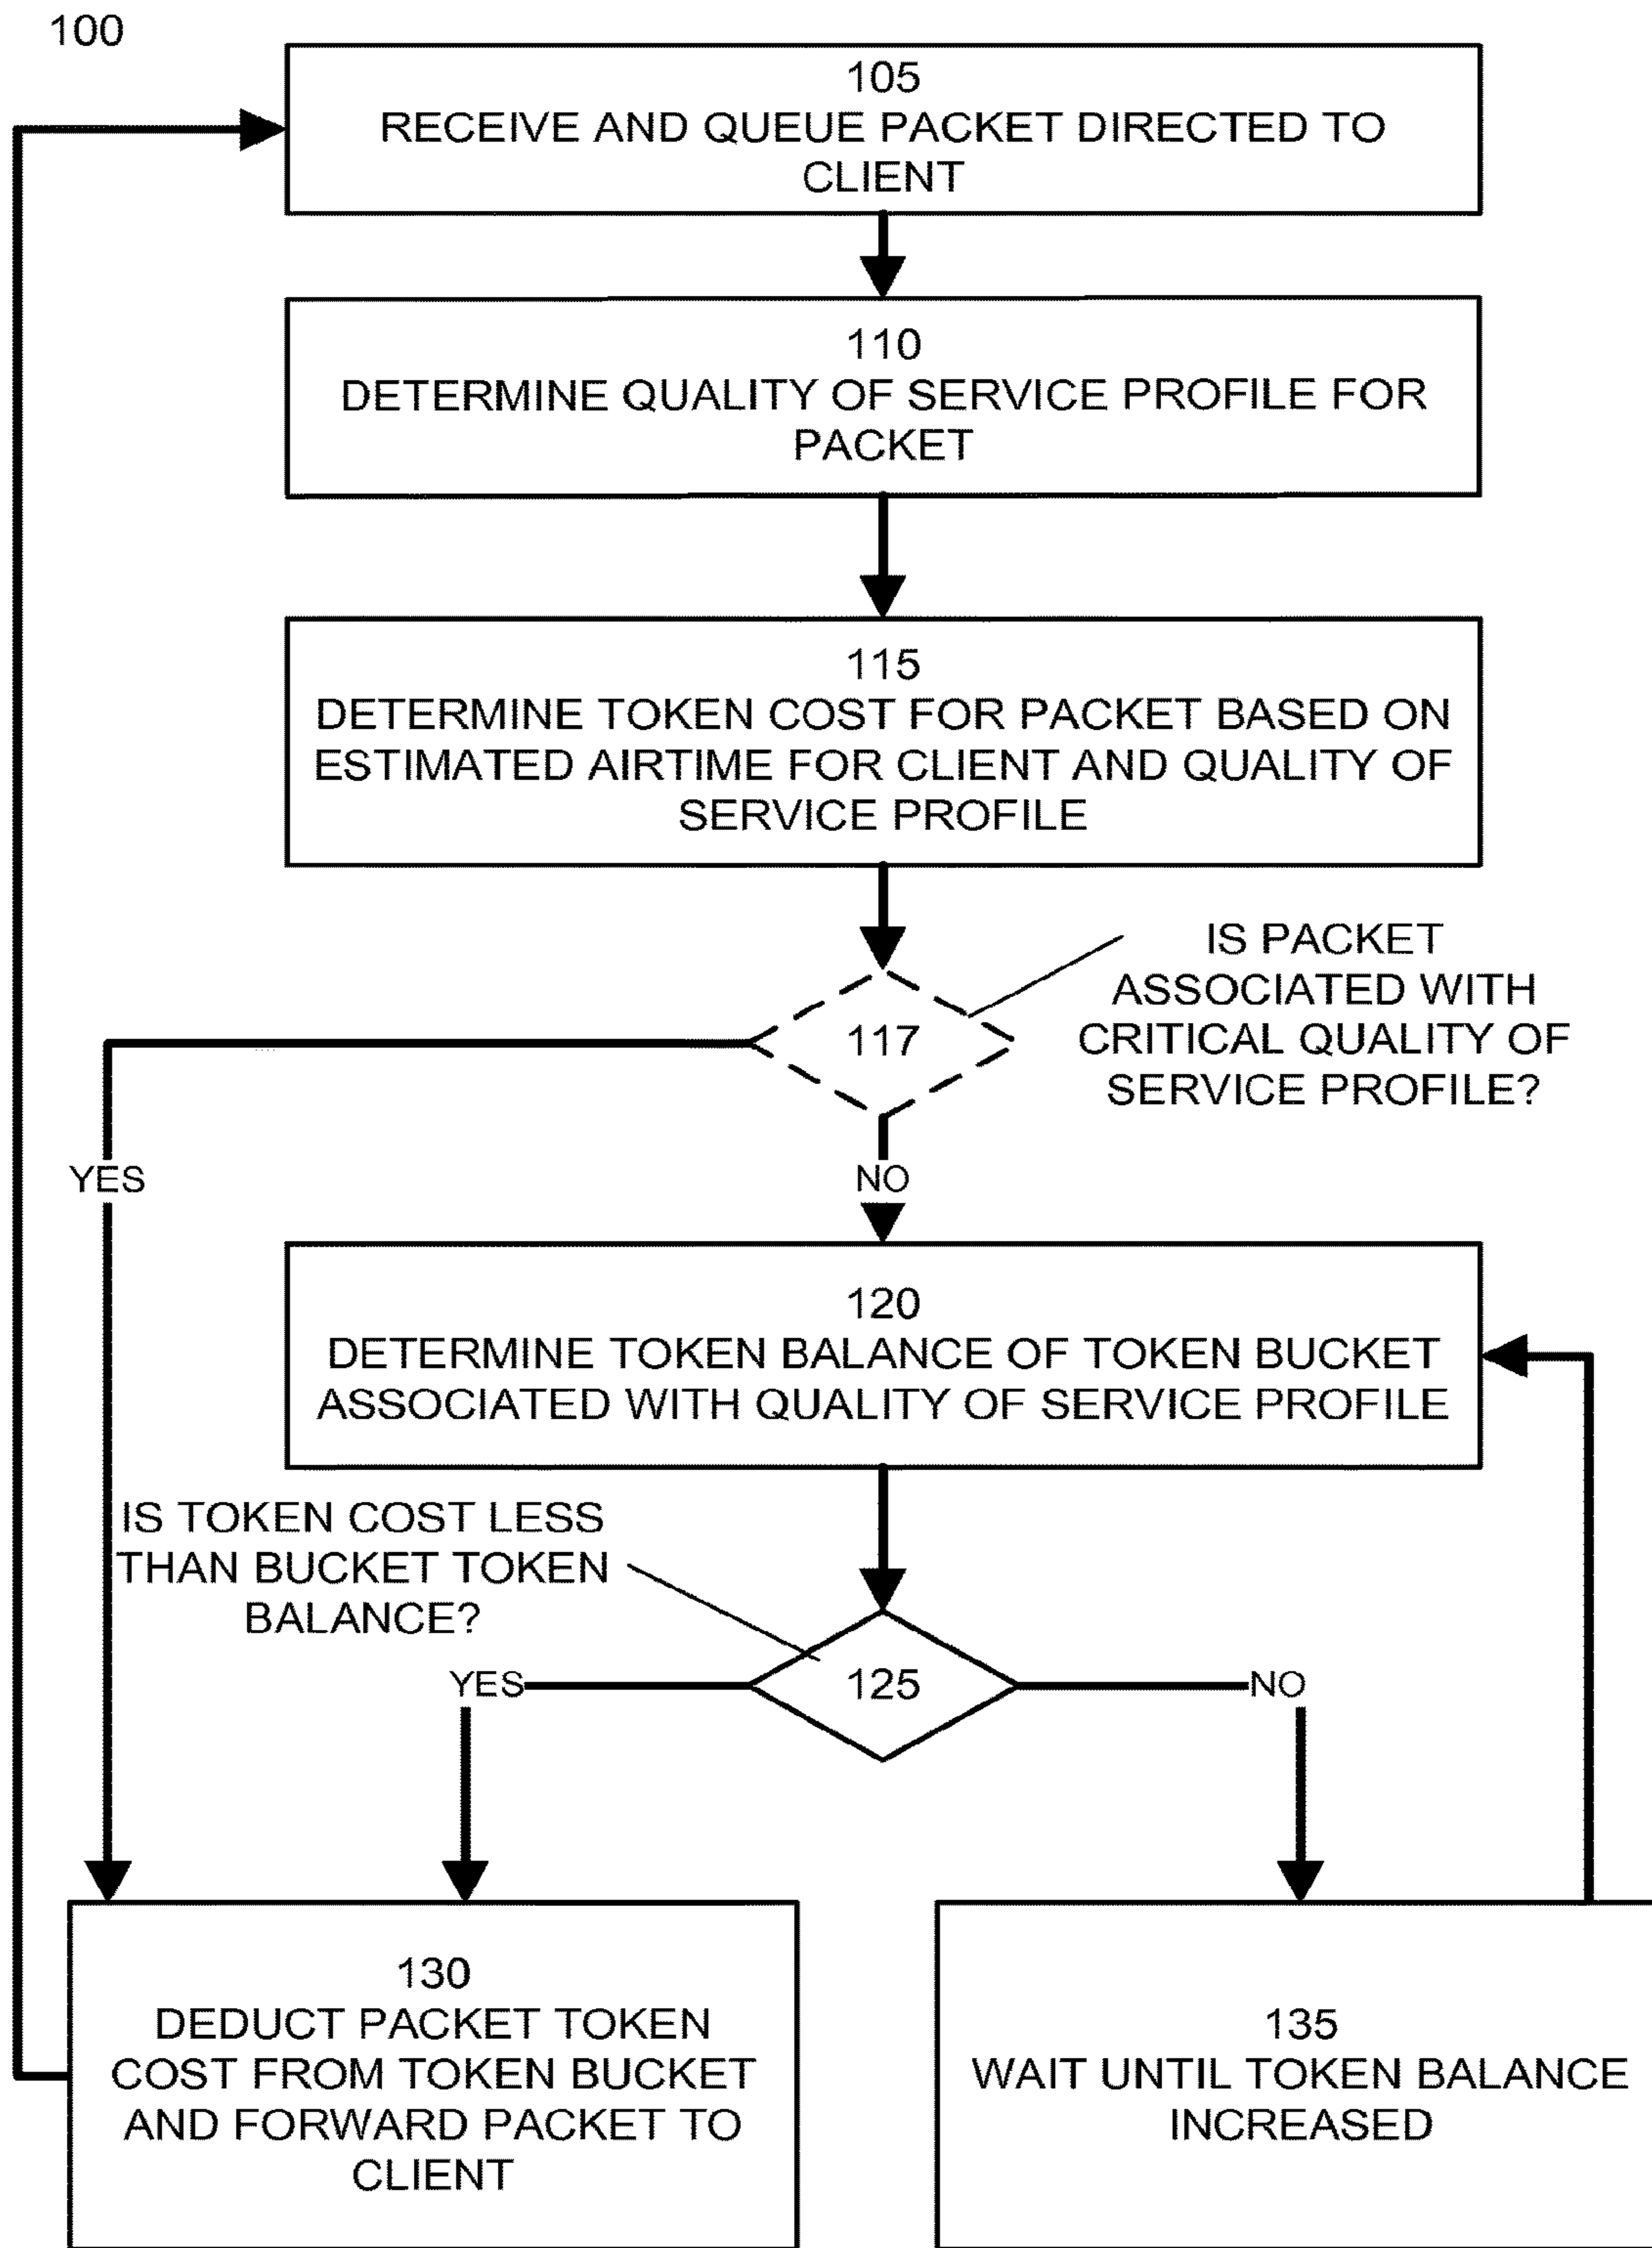 100
105
RECEIVE AND QUEUE PACKET DIRECTED TO
CLIENT
110
DETERMINE QUALITY OF SERVICE PROFILE FOR
PACKET
115
DETERMINE TOKEN COST FOR PACKET BASED ON
ESTIMATED AIRTIME FOR CLIENT AND QUALITY OF
SERVICE PROFILE
IS PACKET
ASSOCIATED WITH
CRITICAL QUALITY OF
SERVICE PROFILE?
117
YES
NO
120
DETERMINE TOKEN BALANCE OF TOKEN BUCKET
ASSOCIATED WITH QUALITY OF SERVICE PROFILE
IS TOKEN COST LESS
THAN BUCKET TOKEN
BALANCE?
125
YES
NO
130
DEDUCT PACKET TOKEN
COST FROM TOKEN BUCKET
AND FORWARD PACKET TO
CLIENT
135
WAIT UNTIL TOKEN BALANCE
INCREASED